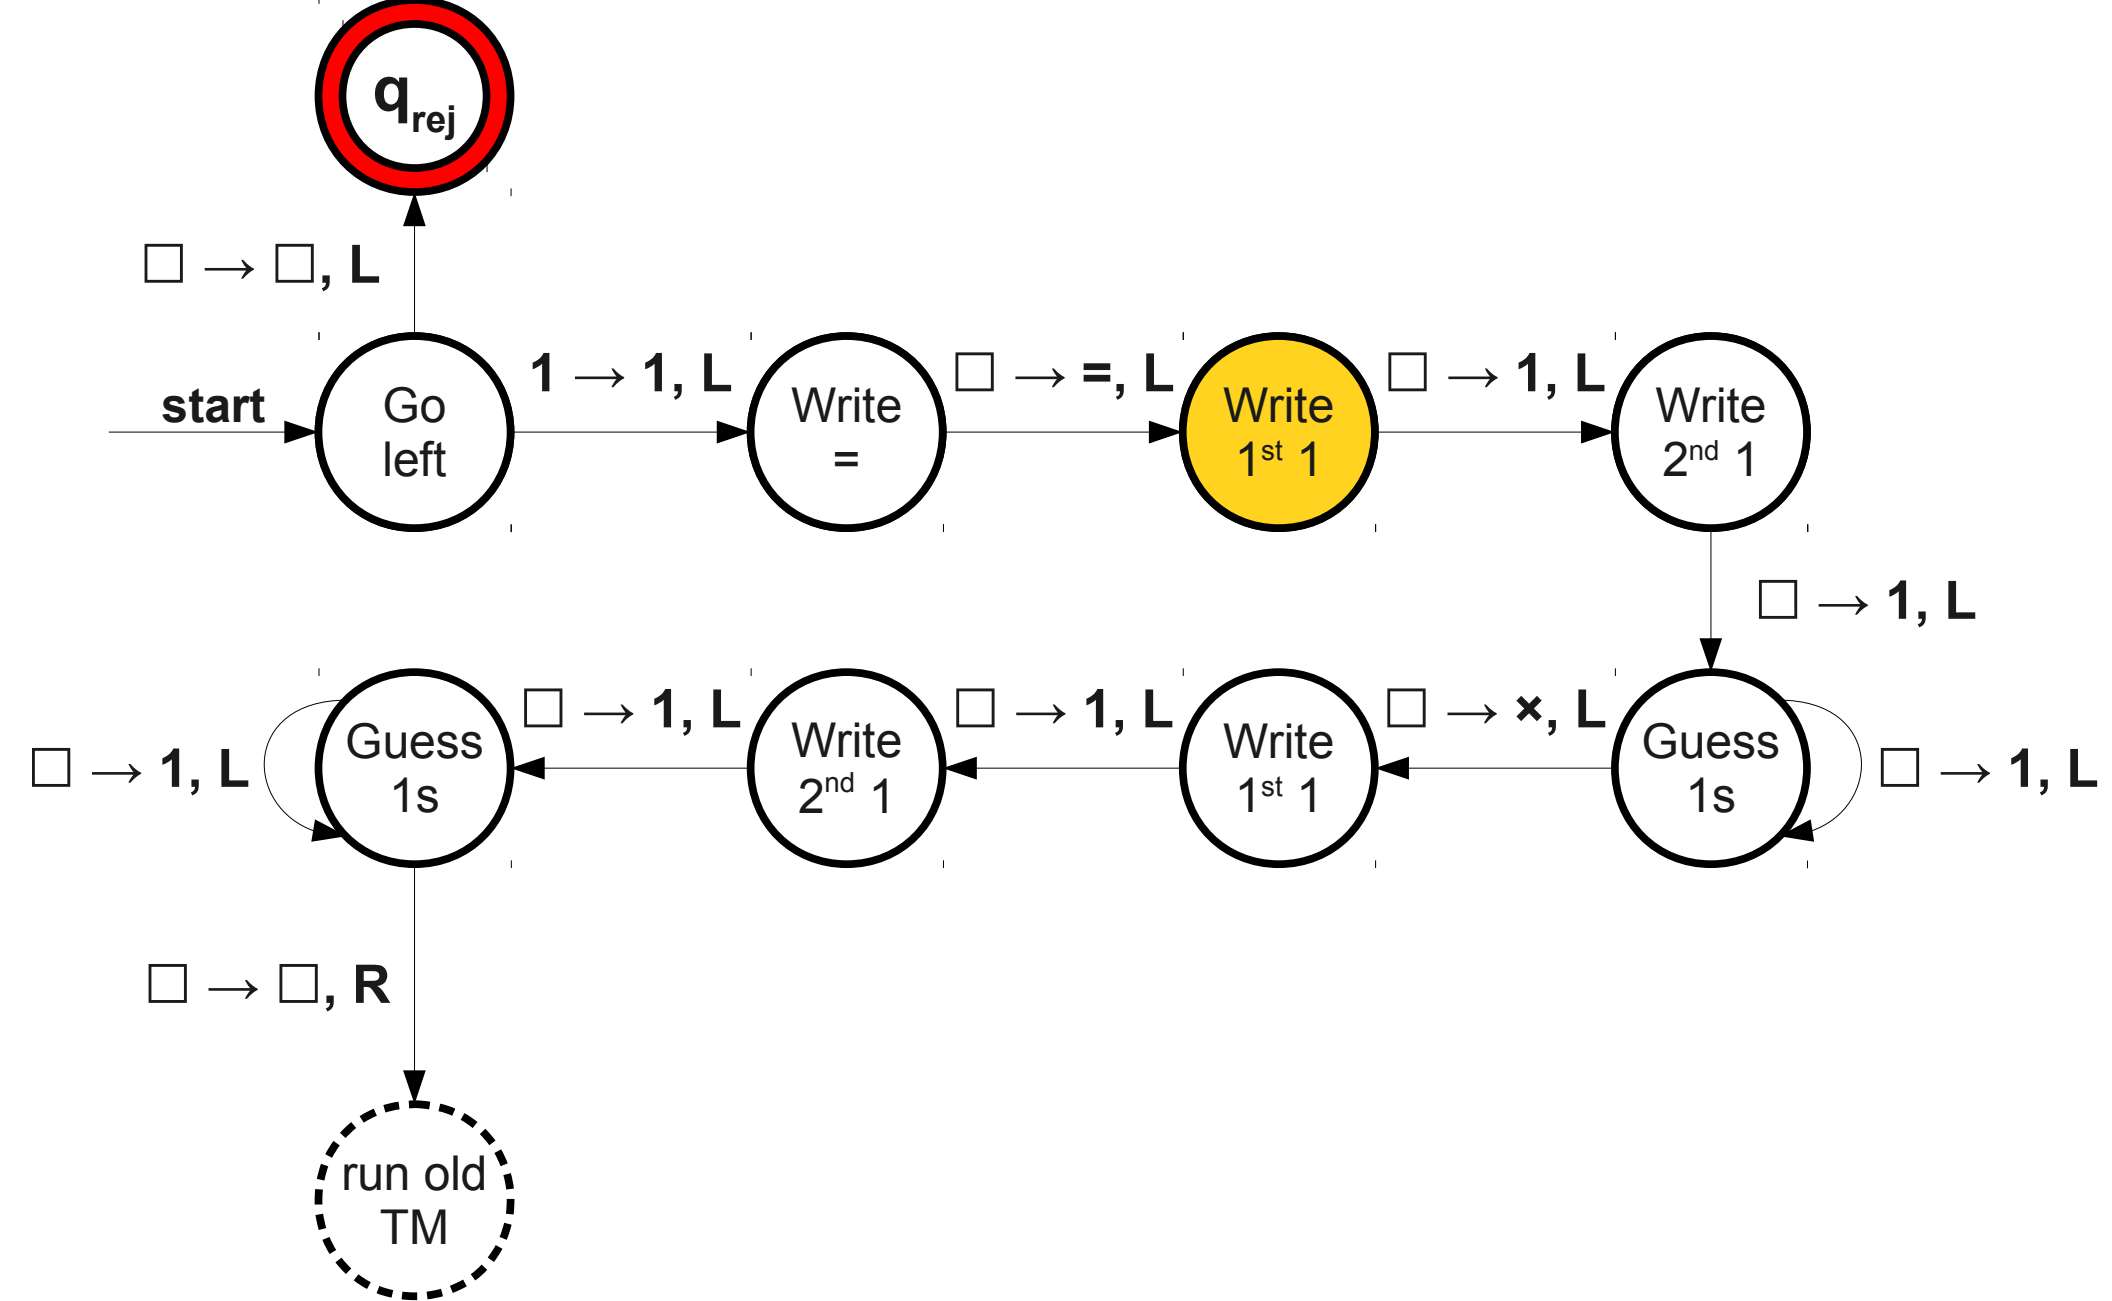 q_rej
□ → □, L
start
Go
left
1 → 1, L
Write
=
□ → =, L
Write
1st 1
□ → 1, L
Write
2nd 1
□ → 1, L
□ → 1, L
Guess
1s
□ → 1, L
Write
2nd 1
□ → 1, L
Write
1st 1
□ → ×, L
Guess
1s
□ → 1, L
□ → □, R
run old
TM